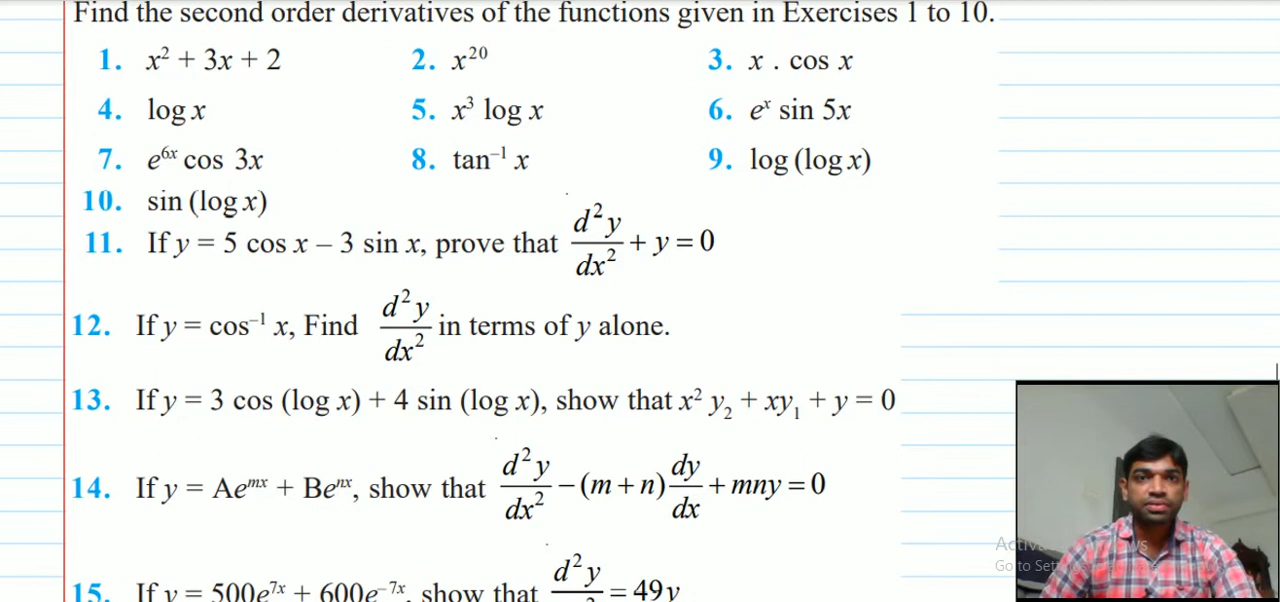 Find the second order derivatives of the functions given in Exercises 1 to 10.
1. x² + 3x + 2 2. x²⁰ 3. x . cos x
4. log x 5. x³ log x 6. eˣ sin 5x
7. e⁶ˣ cos 3x 8. tan⁻¹ x 9. log (log x)
10. sin (log x)
11. If y = 5 cos x – 3 sin x, prove that d²y/dx² + y = 0
12. If y = cos⁻¹ x, Find d²y/dx² in terms of y alone.
13. If y = 3 cos (log x) + 4 sin (log x), show that x² y₂ + xy₁ + y = 0
14. If y = Aeᵐˣ + Beⁿˣ, show that d²y/dx² − (m + n) dy/dx + mny = 0
15. If y = 500e⁷ˣ + 600e⁻⁷ˣ, show that d²y = 49y
Go to Set